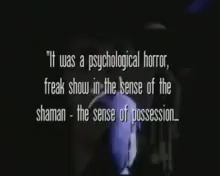 "It was a psychological horror,
freak show in the sense of the
shaman - the sense of possession...